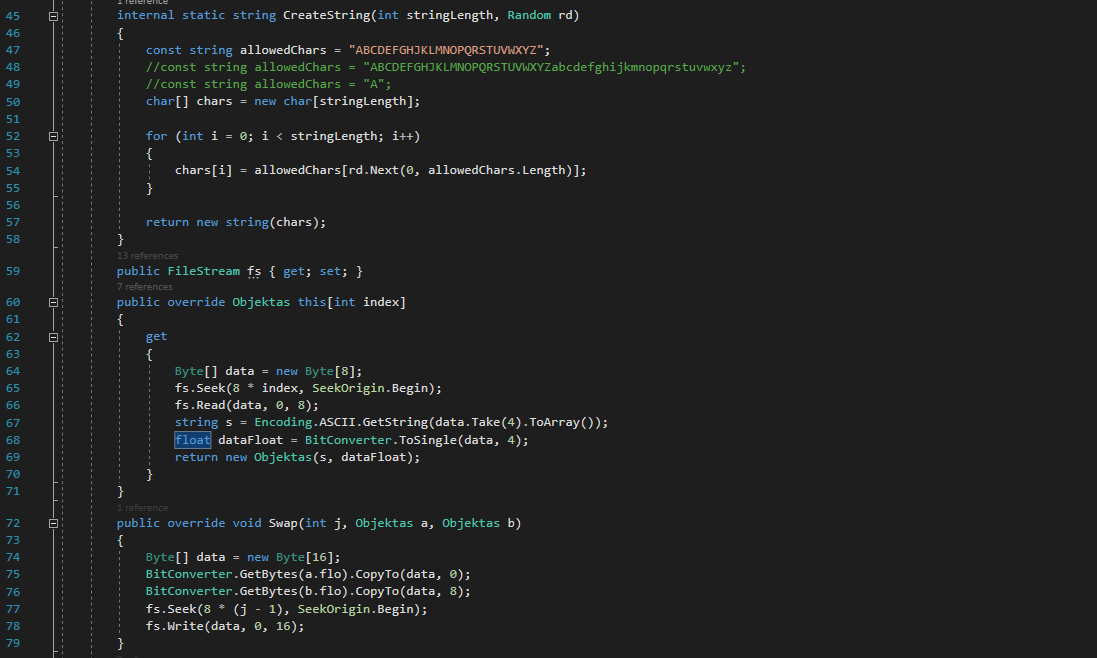 1 reference
45 internal static string CreateString(int stringLength, Random rd)
46 {
47 const string allowedChars = "ABCDEFGHJKLMNOPQRSTUVWXYZ";
48 //const string allowedChars = "ABCDEFGHJKLMNOPQRSTUVWXYZabcdefghijkmnopqrstuvwxyz";
49 //const string allowedChars = "A";
50 char[] chars = new char[stringLength];
51
52 for (int i = 0; i < stringLength; i++)
53 {
54 chars[i] = allowedChars[rd.Next(0, allowedChars.Length)];
55 }
56
57 return new string(chars);
58 }
13 references
59 public FileStream fs { get; set; }
7 references
60 public override Objektas this[int index]
61 {
62 get
63 {
64 Byte[] data = new Byte[8];
65 fs.Seek(8 * index, SeekOrigin.Begin);
66 fs.Read(data, 0, 8);
67 string s = Encoding.ASCII.GetString(data.Take(4).ToArray());
68 float dataFloat = BitConverter.ToSingle(data, 4);
69 return new Objektas(s, dataFloat);
70 }
71 }
1 reference
72 public override void Swap(int j, Objektas a, Objektas b)
73 {
74 Byte[] data = new Byte[16];
75 BitConverter.GetBytes(a.flo).CopyTo(data, 0);
76 BitConverter.GetBytes(b.flo).CopyTo(data, 8);
77 fs.Seek(8 * (j - 1), SeekOrigin.Begin);
78 fs.Write(data, 0, 16);
79 }